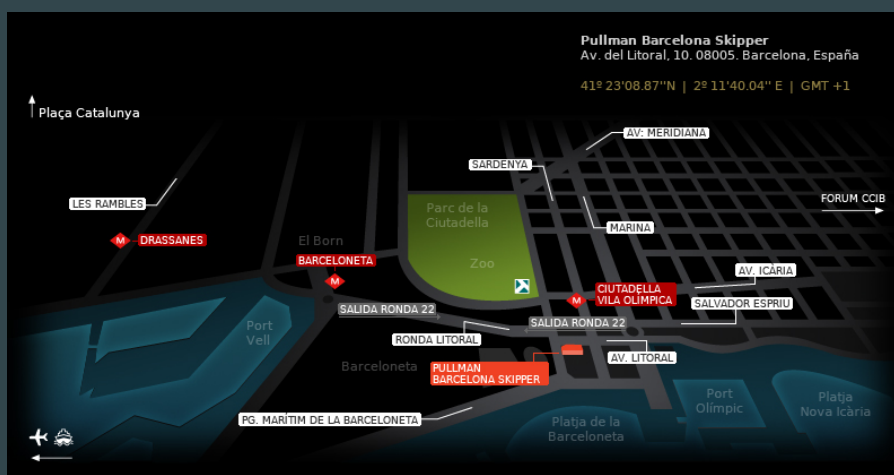 Pullman Barcelona Skipper
Av. del Litoral, 10. 08005. Barcelona, España
41º 23'08.87''N | 2º 11'40.04'' E | GMT +1
Plaça Catalunya
AV: MERIDIANA
SARDENYA
LES RAMBLES
FORUM CCIB
Parc de la
Ciutadella
MARINA
M
DRASSANES
El Born
BARCELONETA
M
Zoo
AV. ICÀRIA
CIUTADELLA
VILA OLÍMPICA
M
SALVADOR ESPRIU
SALIDA RONDA 22
SALIDA RONDA 22
Port
Vell
RONDA LITORAL
AV. LITORAL
Barceloneta
PULLMAN
BARCELONA SKIPPER
Port
Olímpic
Platja
Nova Icària
PG. MARÍTIM DE LA BARCELONETA
Platja de la
Barceloneta